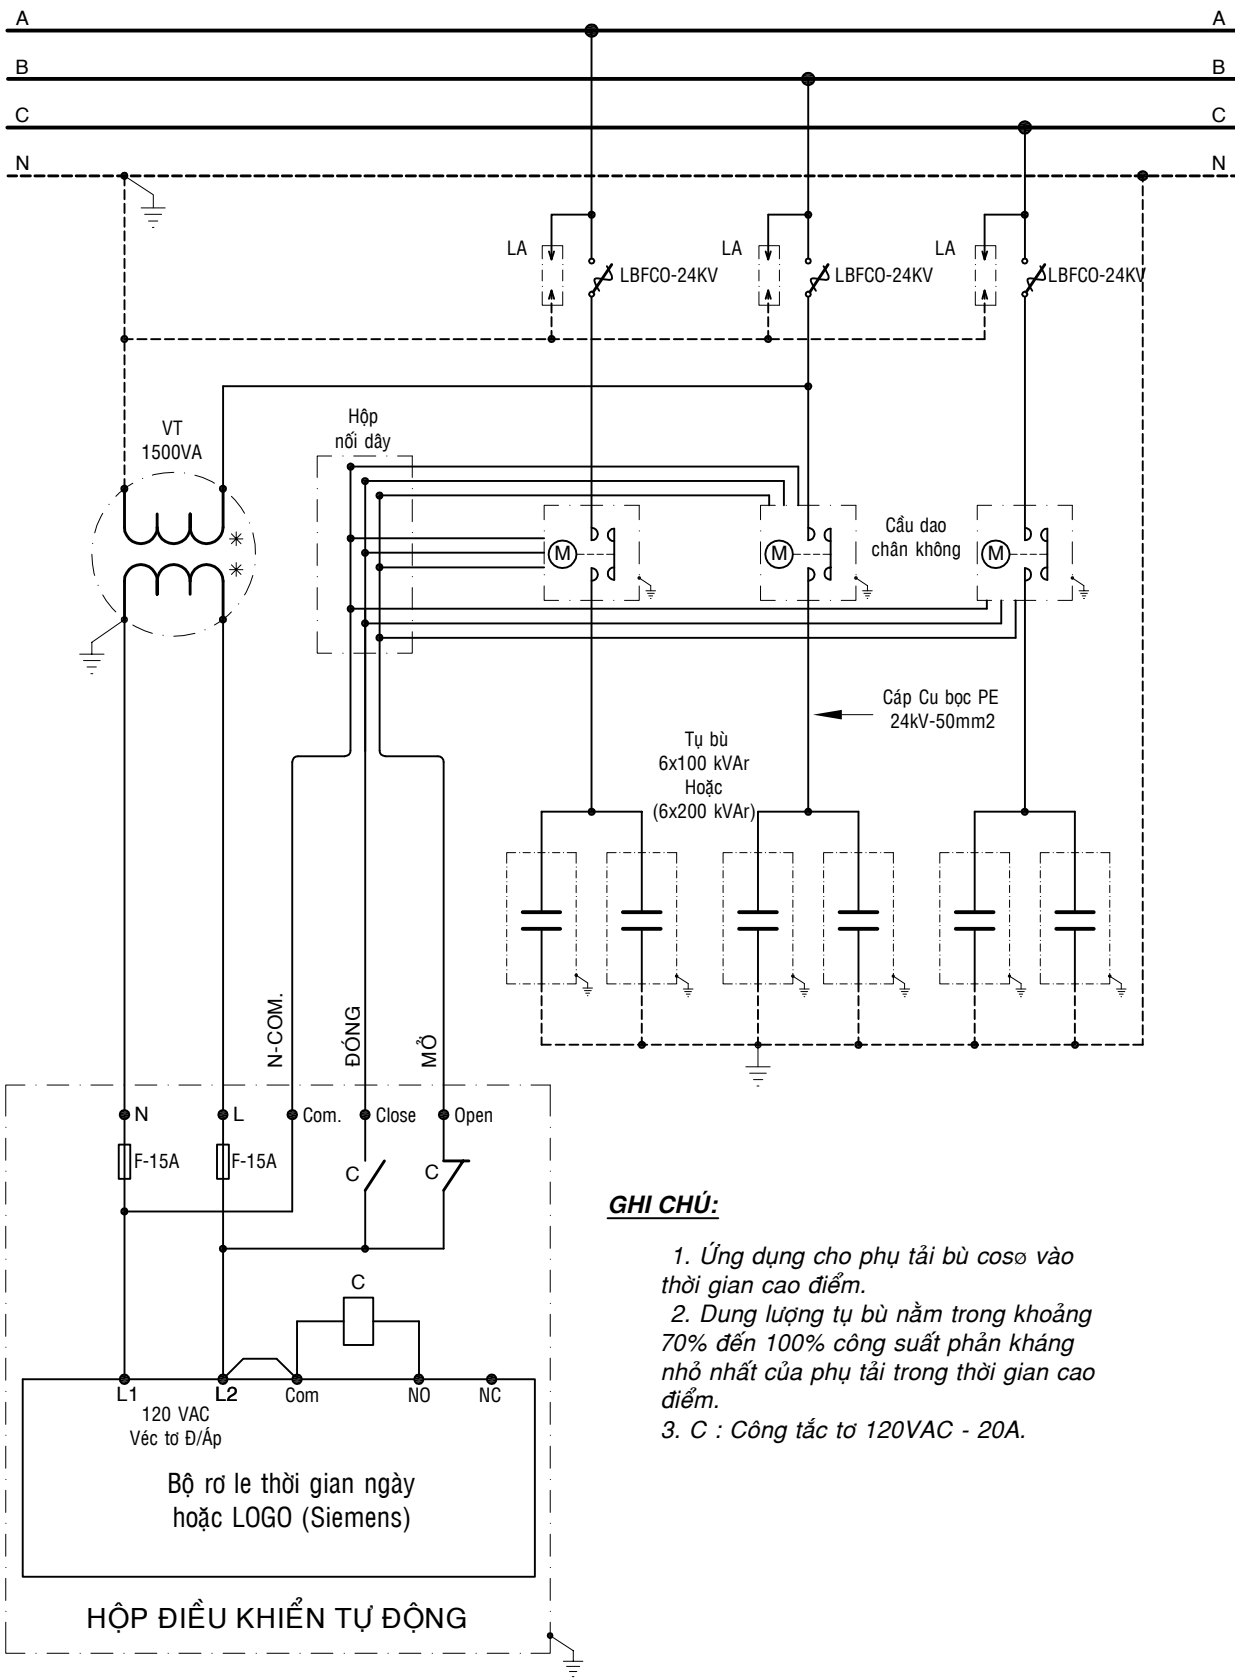 A A
B B
C C
N N
LA LA LA
LBFCO-24KV LBFCO-24KV LBFCO-24KV
VT
1500VA
Hộp
nối dây
M M M
Cầu dao
chân không
Cáp Cu bọc PE
24kV-50mm2
Tụ bù
6x100 kVAr
Hoặc
(6x200 kVAr)
N-COM.
ĐÓNG
MỞ
N L Com. Close Open
F-15A F-15A
C C
C
L1 L2 Com NO NC
120 VAC
Véc tơ Đ/Áp
Bộ rơ le thời gian ngày
hoặc LOGO (Siemens)
HỘP ĐIỀU KHIỂN TỰ ĐỘNG
GHI CHÚ:
1. Ứng dụng cho phụ tải bù cosø vào
thời gian cao điểm.
2. Dung lượng tụ bù nằm trong khoảng
70% đến 100% công suất phản kháng
nhỏ nhất của phụ tải trong thời gian cao
điểm.
3. C : Công tắc tơ 120VAC - 20A.